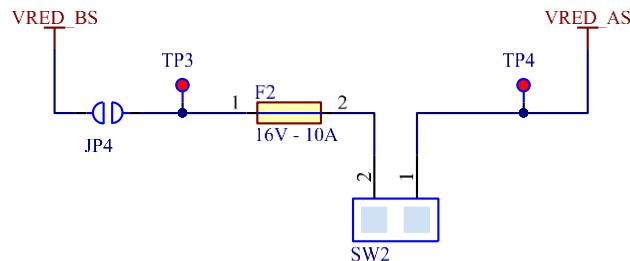 VRED_BS
VRED_AS
TP3
TP4
F2
1
2
16V - 10A
JP4
2
1
SW2